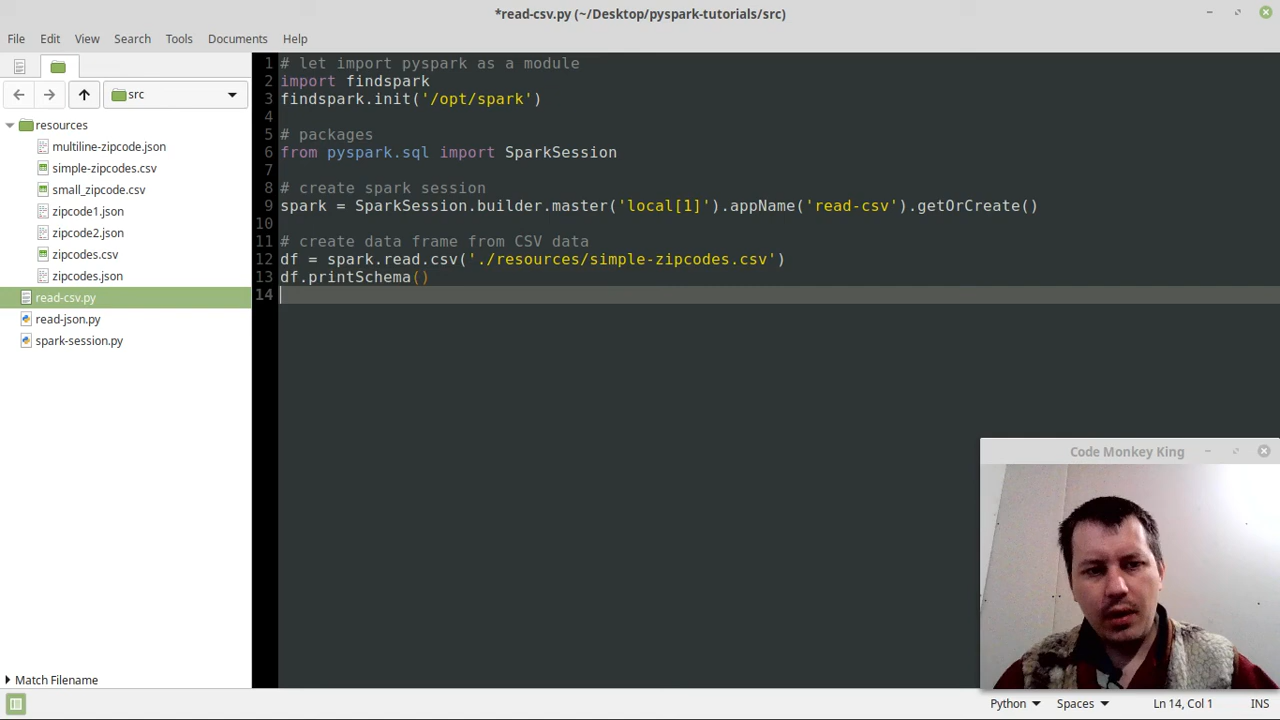 *read-csv.py (~/Desktop/pyspark-tutorials/src)
File Edit View Search Tools Documents Help
src
resources
multiline-zipcode.json
simple-zipcodes.csv
small_zipcode.csv
zipcode1.json
zipcode2.json
zipcodes.csv
zipcodes.json
read-csv.py
read-json.py
spark-session.py
Match Filename
1 # let import pyspark as a module
2 import findspark
3 findspark.init('/opt/spark')
4
5 # packages
6 from pyspark.sql import SparkSession
7
8 # create spark session
9 spark = SparkSession.builder.master('local[1]').appName('read-csv').getOrCreate()
10
11 # create data frame from CSV data
12 df = spark.read.csv('./resources/simple-zipcodes.csv')
13 df.printSchema()
14
Code Monkey King
Python Spaces Ln 14, Col 1 INS